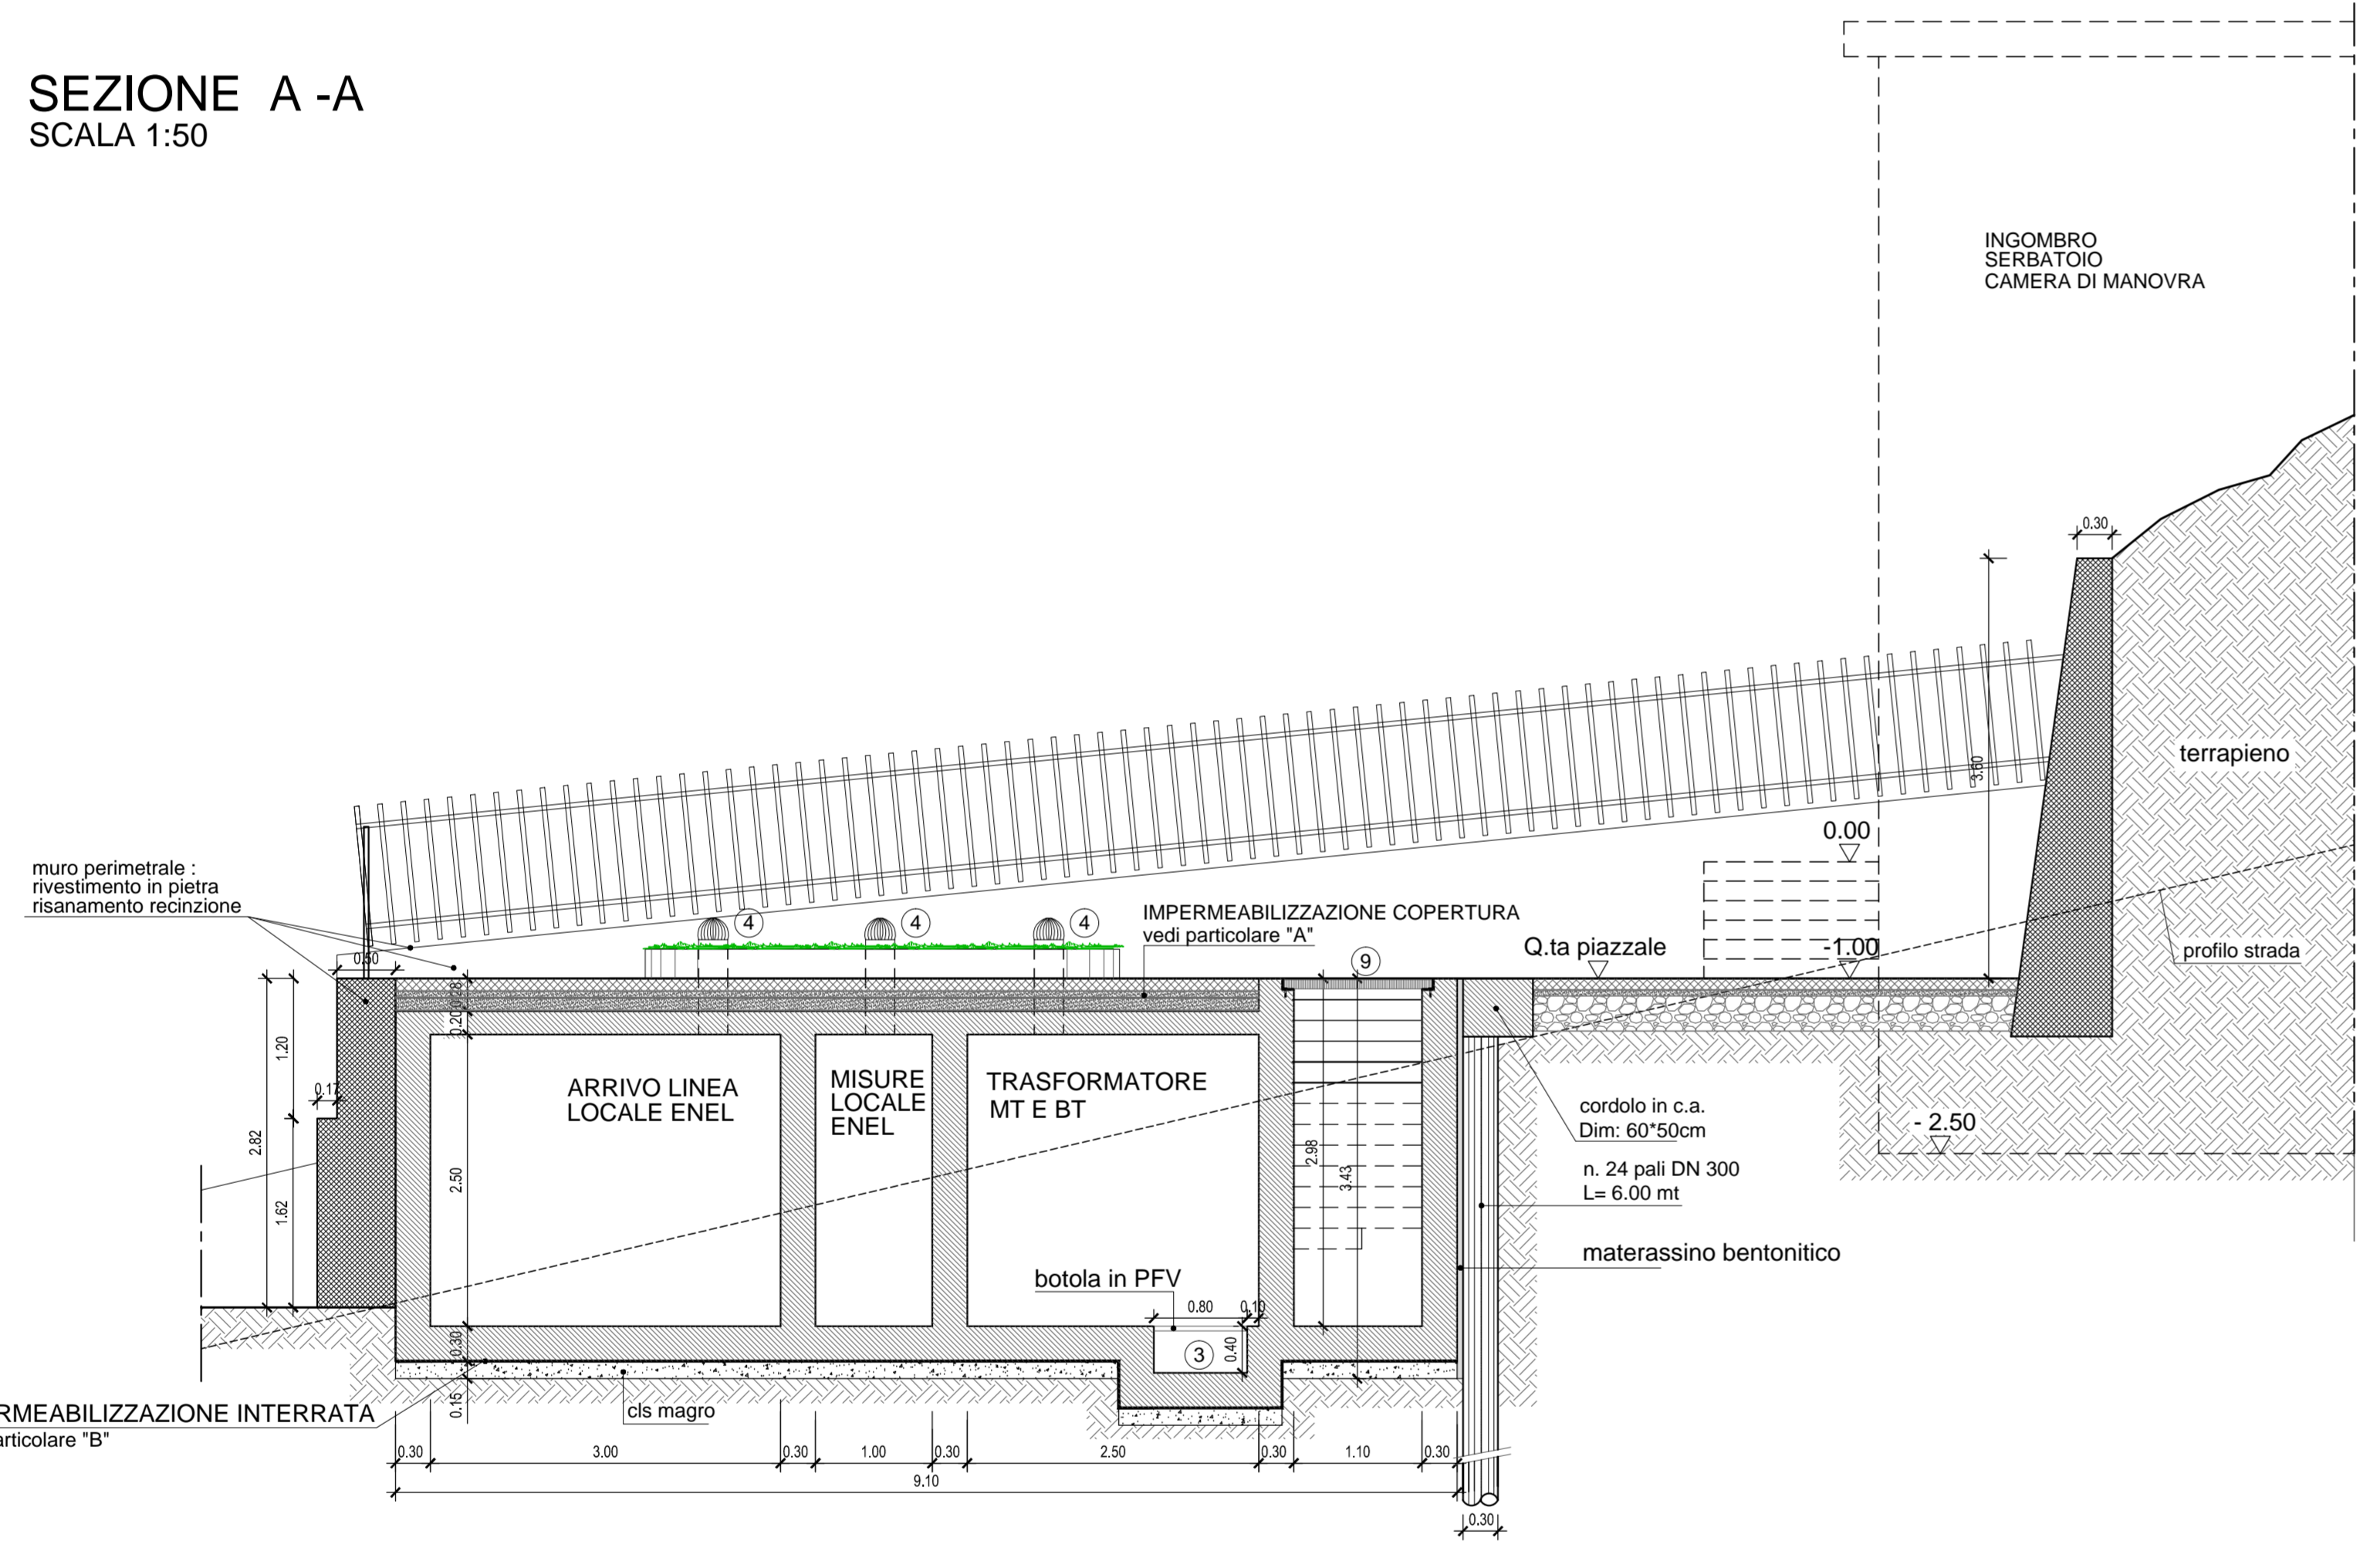 SEZIONE A -A
SCALA 1:50
INGOMBRO
SERBATOIO
CAMERA DI MANOVRA
0.30
terrapieno
3.60
0.00
muro perimetrale :
rivestimento in pietra
risanamento recinzione
4
4
4
IMPERMEABILIZZAZIONE COPERTURA
vedi particolare "A"
9
Q.ta piazzale
-1.00
profilo strada
0.50
0.20
1.20
0.17
2.82
1.62
2.50
ARRIVO LINEA
LOCALE ENEL
MISURE
LOCALE
ENEL
TRASFORMATORE
MT E BT
2.98
3.43
cordolo in c.a.
Dim: 60*50cm
n. 24 pali DN 300
L= 6.00 mt
- 2.50
materassino bentonitico
botola in PFV
0.80
0.10
0.40
3
0.30
0.15
RMEABILIZZAZIONE INTERRATA
articolare "B"
cls magro
0.30
3.00
0.30
1.00
0.30
2.50
0.30
1.10
0.30
9.10
0.30